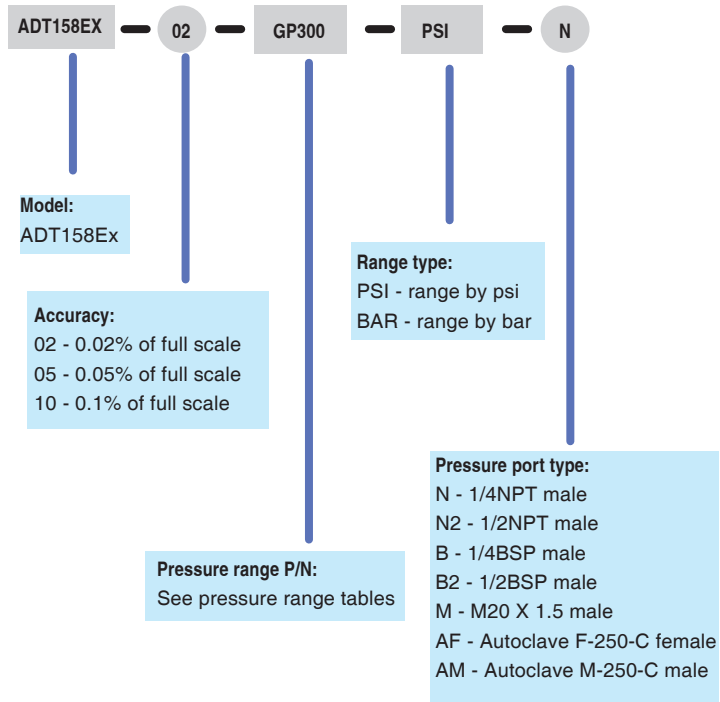 ADT158EX 02 GP300 PSI N
Model:
ADT158Ex
Accuracy:
02 - 0.02% of full scale
05 - 0.05% of full scale
10 - 0.1% of full scale
Pressure range P/N:
See pressure range tables
Range type:
PSI - range by psi
BAR - range by bar
Pressure port type:
N - 1/4NPT male
N2 - 1/2NPT male
B - 1/4BSP male
B2 - 1/2BSP male
M - M20 X 1.5 male
AF - Autoclave F-250-C female
AM - Autoclave M-250-C male